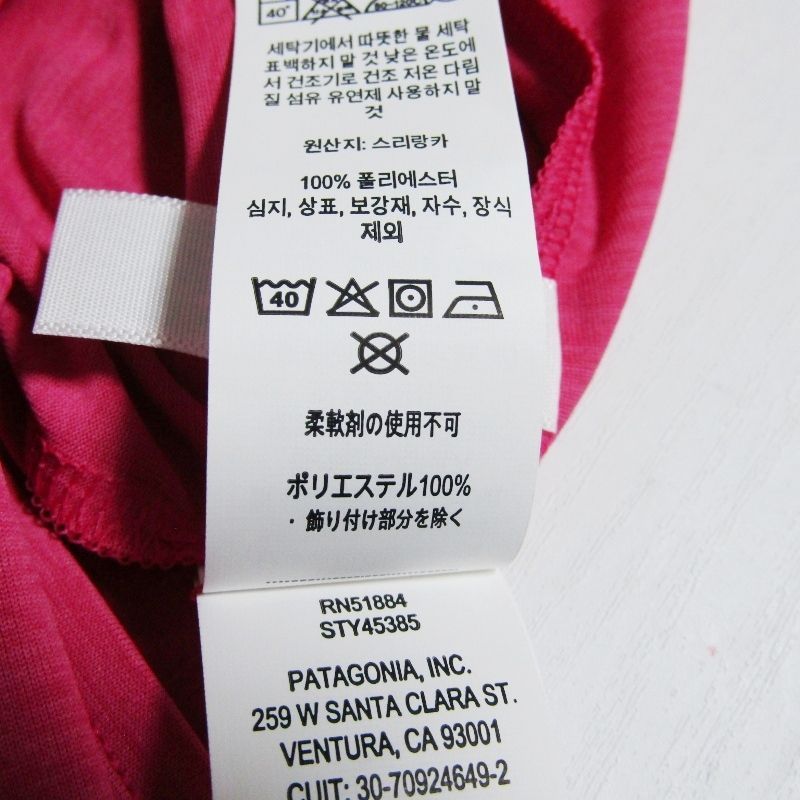 40°
세탁기에서 따뜻한 물 세탁
표백하지 말 것 낮은 온도에
서 건조기로 건조 저온 다림
질 섬유 유연제 사용하지 말
것
원산지: 스리랑카
100% 폴리에스터
심지, 상표, 보강재, 자수, 장식
제외
40
柔軟剤の使用不可
ポリエステル100%
・飾り付け部分を除く
RN51884
STY45385
PATAGONIA, INC.
259 W SANTA CLARA ST.
VENTURA, CA 93001
CUIT: 30-70924649-2